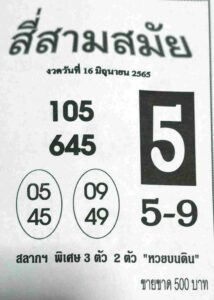 สี่สามสมัย
งวดวันที่ 16 มิถุนายน 2565
105
645
5
05
45
09
49
5-9
สลากฯ พิเศษ 3 ตัว 2 ตัว "หวยบนดิน"
ขายขาด 500 บาท